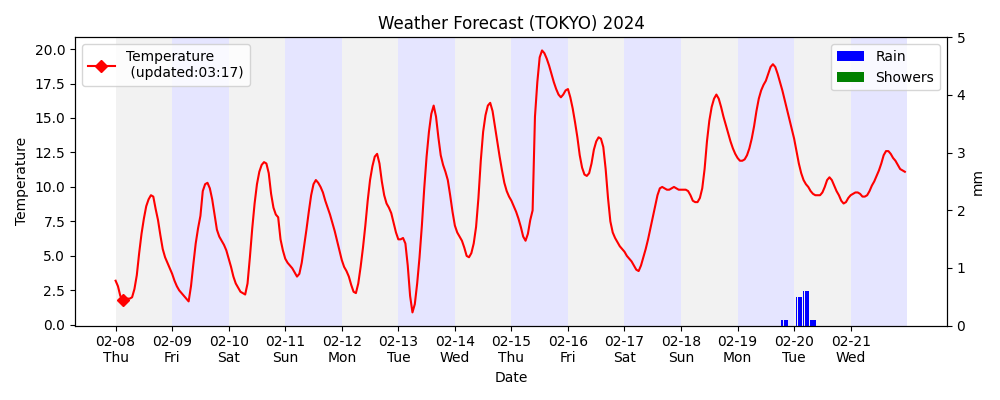 Weather Forecast (TOKYO) 2024
Temperature
(updated:03:17)
Rain
Showers
Temperature
20.0
17.5
15.0
12.5
10.0
7.5
5.0
2.5
0.0
mm
5
4
3
2
1
0
02-08 02-09 02-10 02-11 02-12 02-13 02-14 02-15 02-16 02-17 02-18 02-19 02-20 02-21
Thu Fri Sat Sun Mon Tue Wed Thu Fri Sat Sun Mon Tue Wed
Date